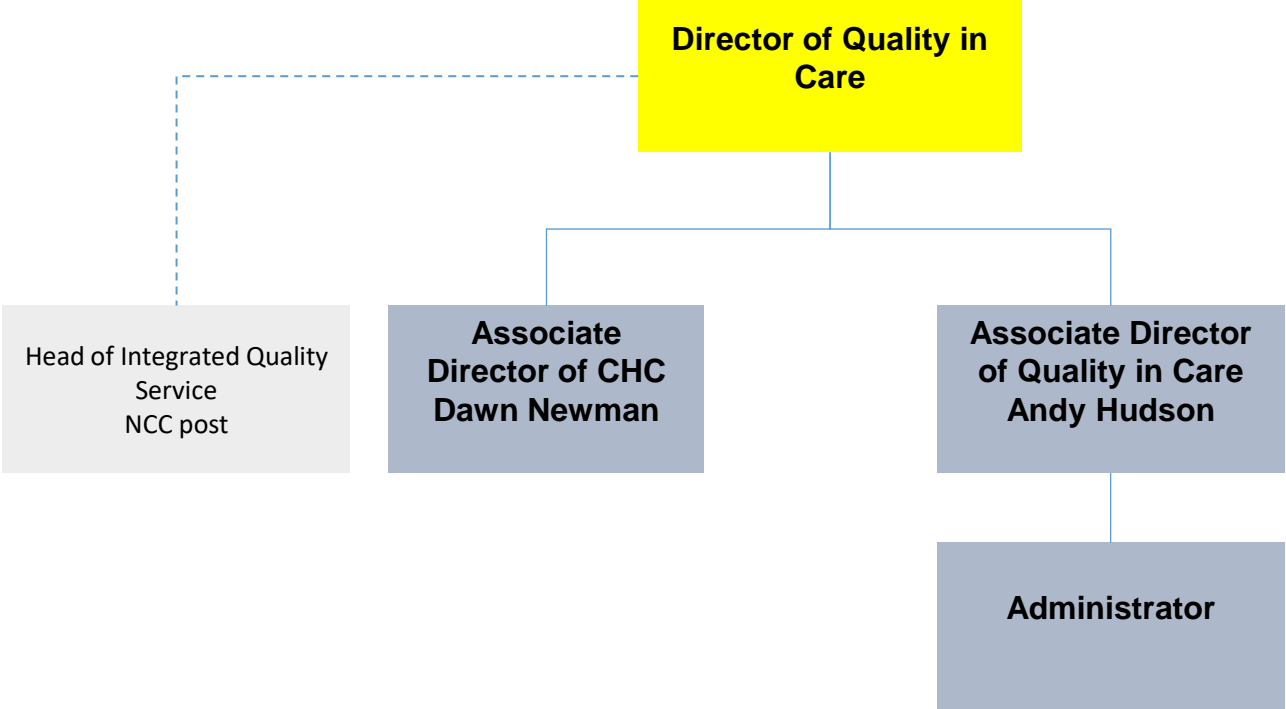 Director of Quality in
Care
Head of Integrated Quality
Service
NCC post
Associate
Director of CHC
Dawn Newman
Associate Director
of Quality in Care
Andy Hudson
Administrator